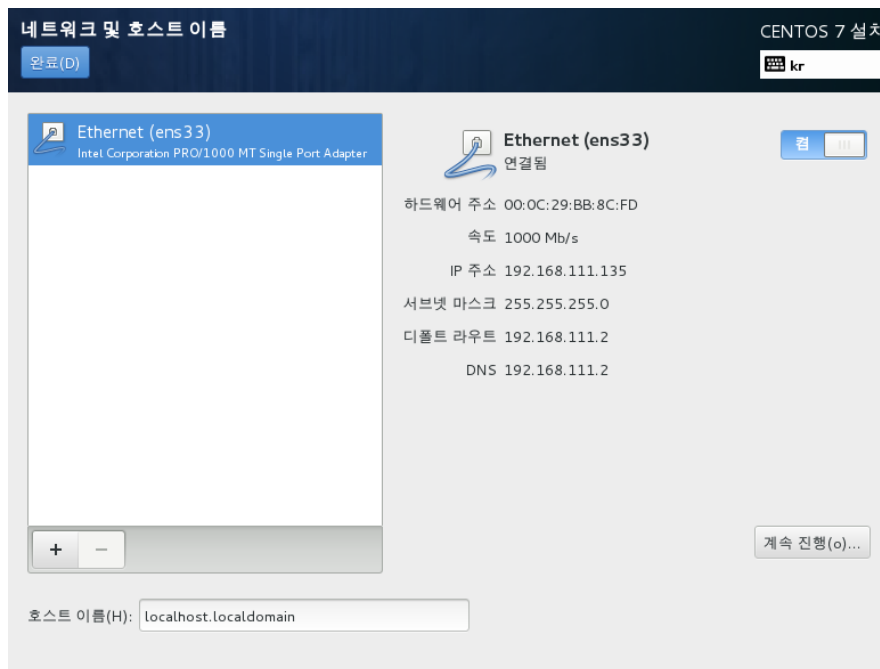 네트워크 및 호스트 이름
완료(D)
CENTOS 7 설치
kr
Ethernet (ens33)
Intel Corporation PRO/1000 MT Single Port Adapter
Ethernet (ens33)
연결됨
켬
하드웨어 주소 00:0C:29:BB:8C:FD
속도 1000 Mb/s
IP 주소 192.168.111.135
서브넷 마스크 255.255.255.0
디폴트 라우트 192.168.111.2
DNS 192.168.111.2
계속 진행(o)...
호스트 이름(H): localhost.localdomain